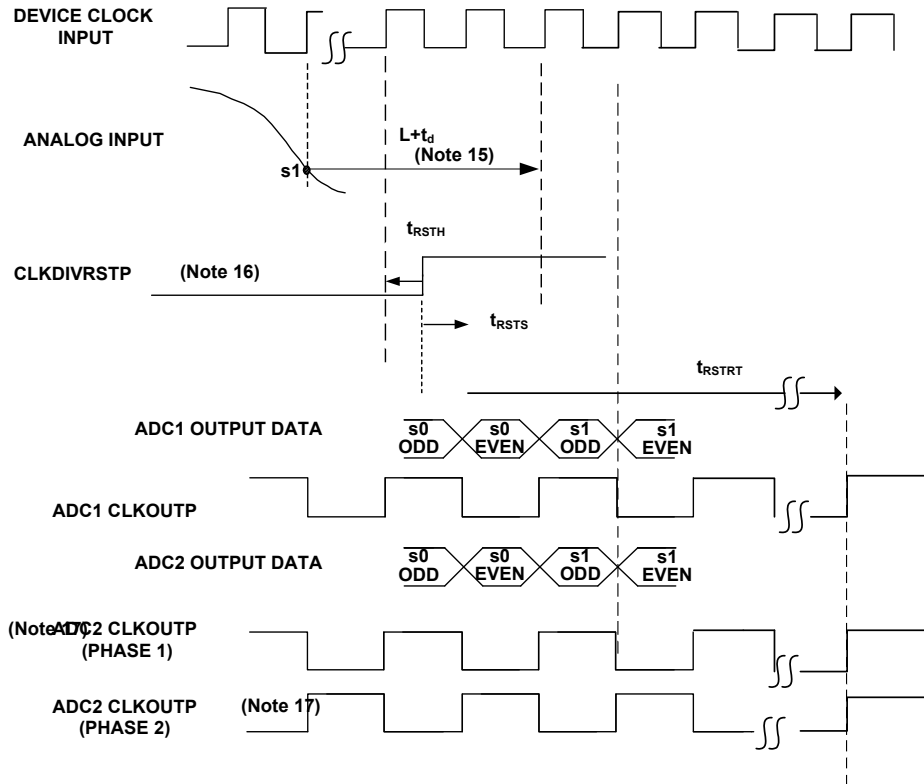 DEVICE CLOCK
INPUT
ANALOG INPUT
L+td
(Note 15)
s1
tRSTH
CLKDIVRSTP
(Note 16)
tRSTS
tRSTRT
ADC1 OUTPUT DATA
s0 s0 s1 s1
ODD EVEN ODD EVEN
ADC1 CLKOUTP
ADC2 OUTPUT DATA
s0 s0 s1 s1
ODD EVEN ODD EVEN
(Note 17)
ADC2 CLKOUTP
(PHASE 1)
ADC2 CLKOUTP (Note 17)
(PHASE 2)